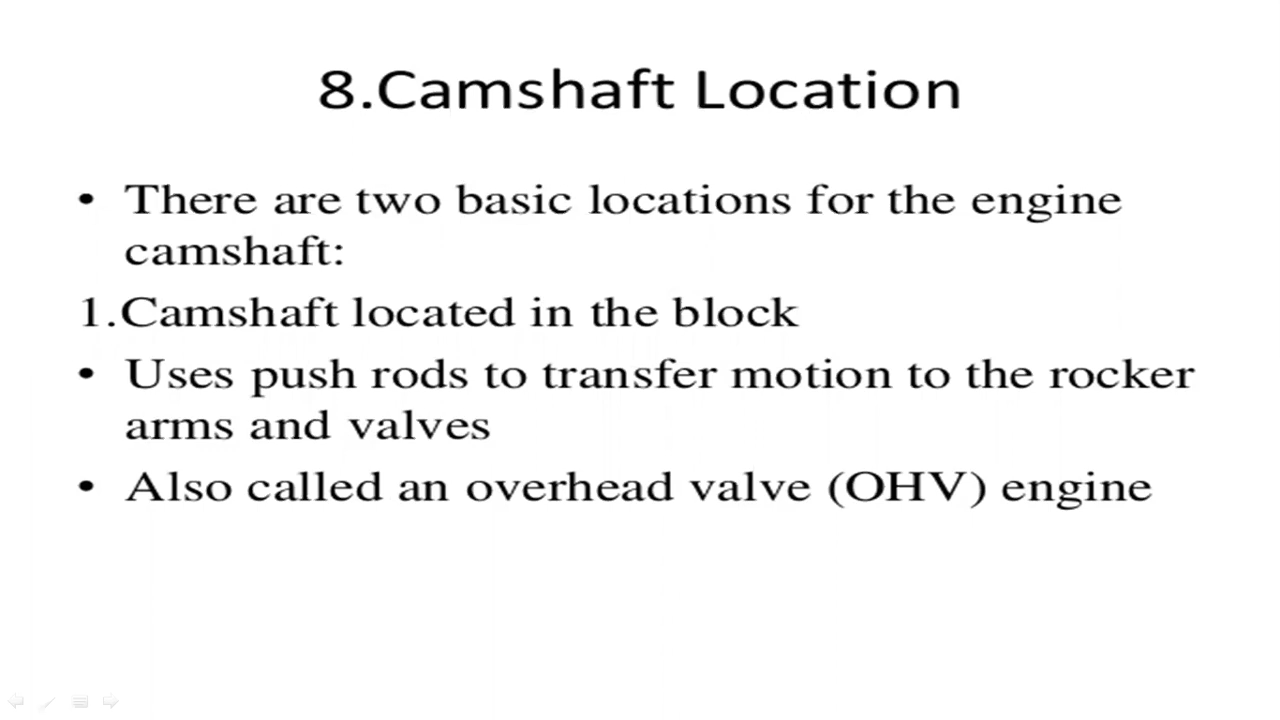 8.Camshaft Location
• There are two basic locations for the engine
camshaft:
1.Camshaft located in the block
• Uses push rods to transfer motion to the rocker
arms and valves
• Also called an overhead valve (OHV) engine